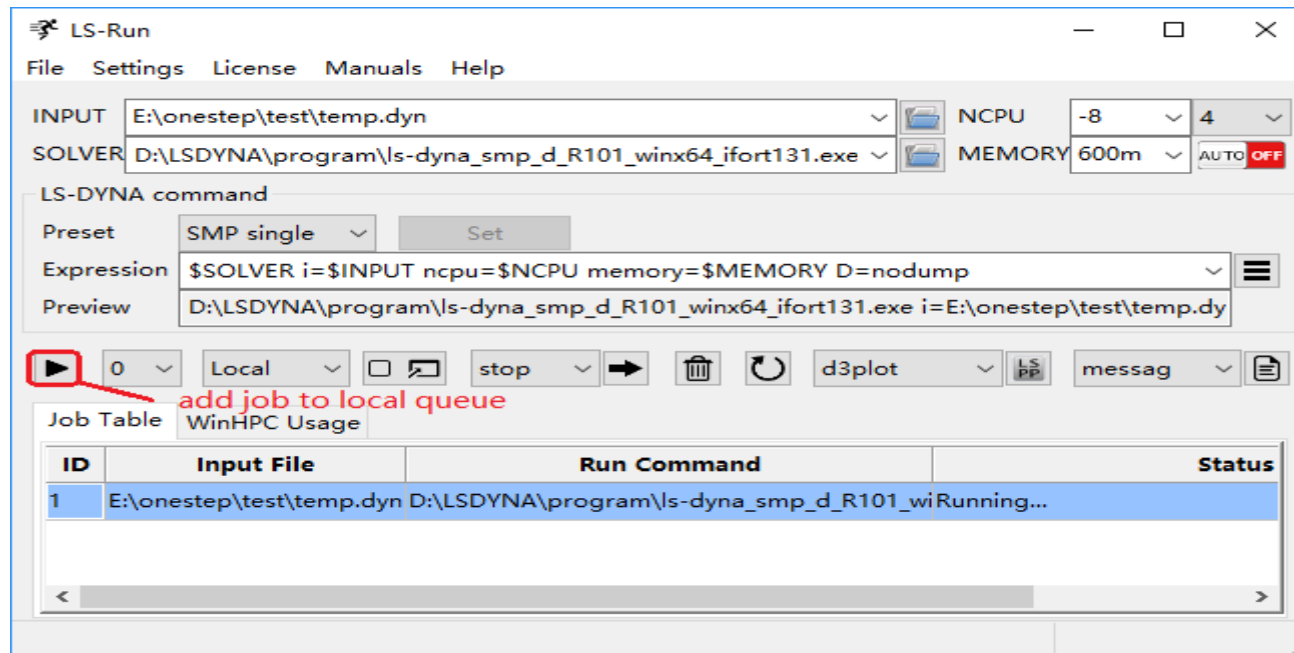 LS-Run
File Settings License Manuals Help
INPUT E:\onestep\test\temp.dyn NCPU -8 4
SOLVER D:\LSDYNA\program\ls-dyna_smp_d_R101_winx64_ifort131.exe MEMORY 600m AUTO OFF
LS-DYNA command
Preset SMP single Set
Expression $SOLVER i=$INPUT ncpu=$NCPU memory=$MEMORY D=nodump
Preview D:\LSDYNA\program\ls-dyna_smp_d_R101_winx64_ifort131.exe i=E:\onestep\test\temp.dy
0 Local stop d3plot LS PP messag
add job to local queue
Job Table WinHPC Usage
ID Input File Run Command Status
1 E:\onestep\test\temp.dyn D:\LSDYNA\program\ls-dyna_smp_d_R101_wi Running...